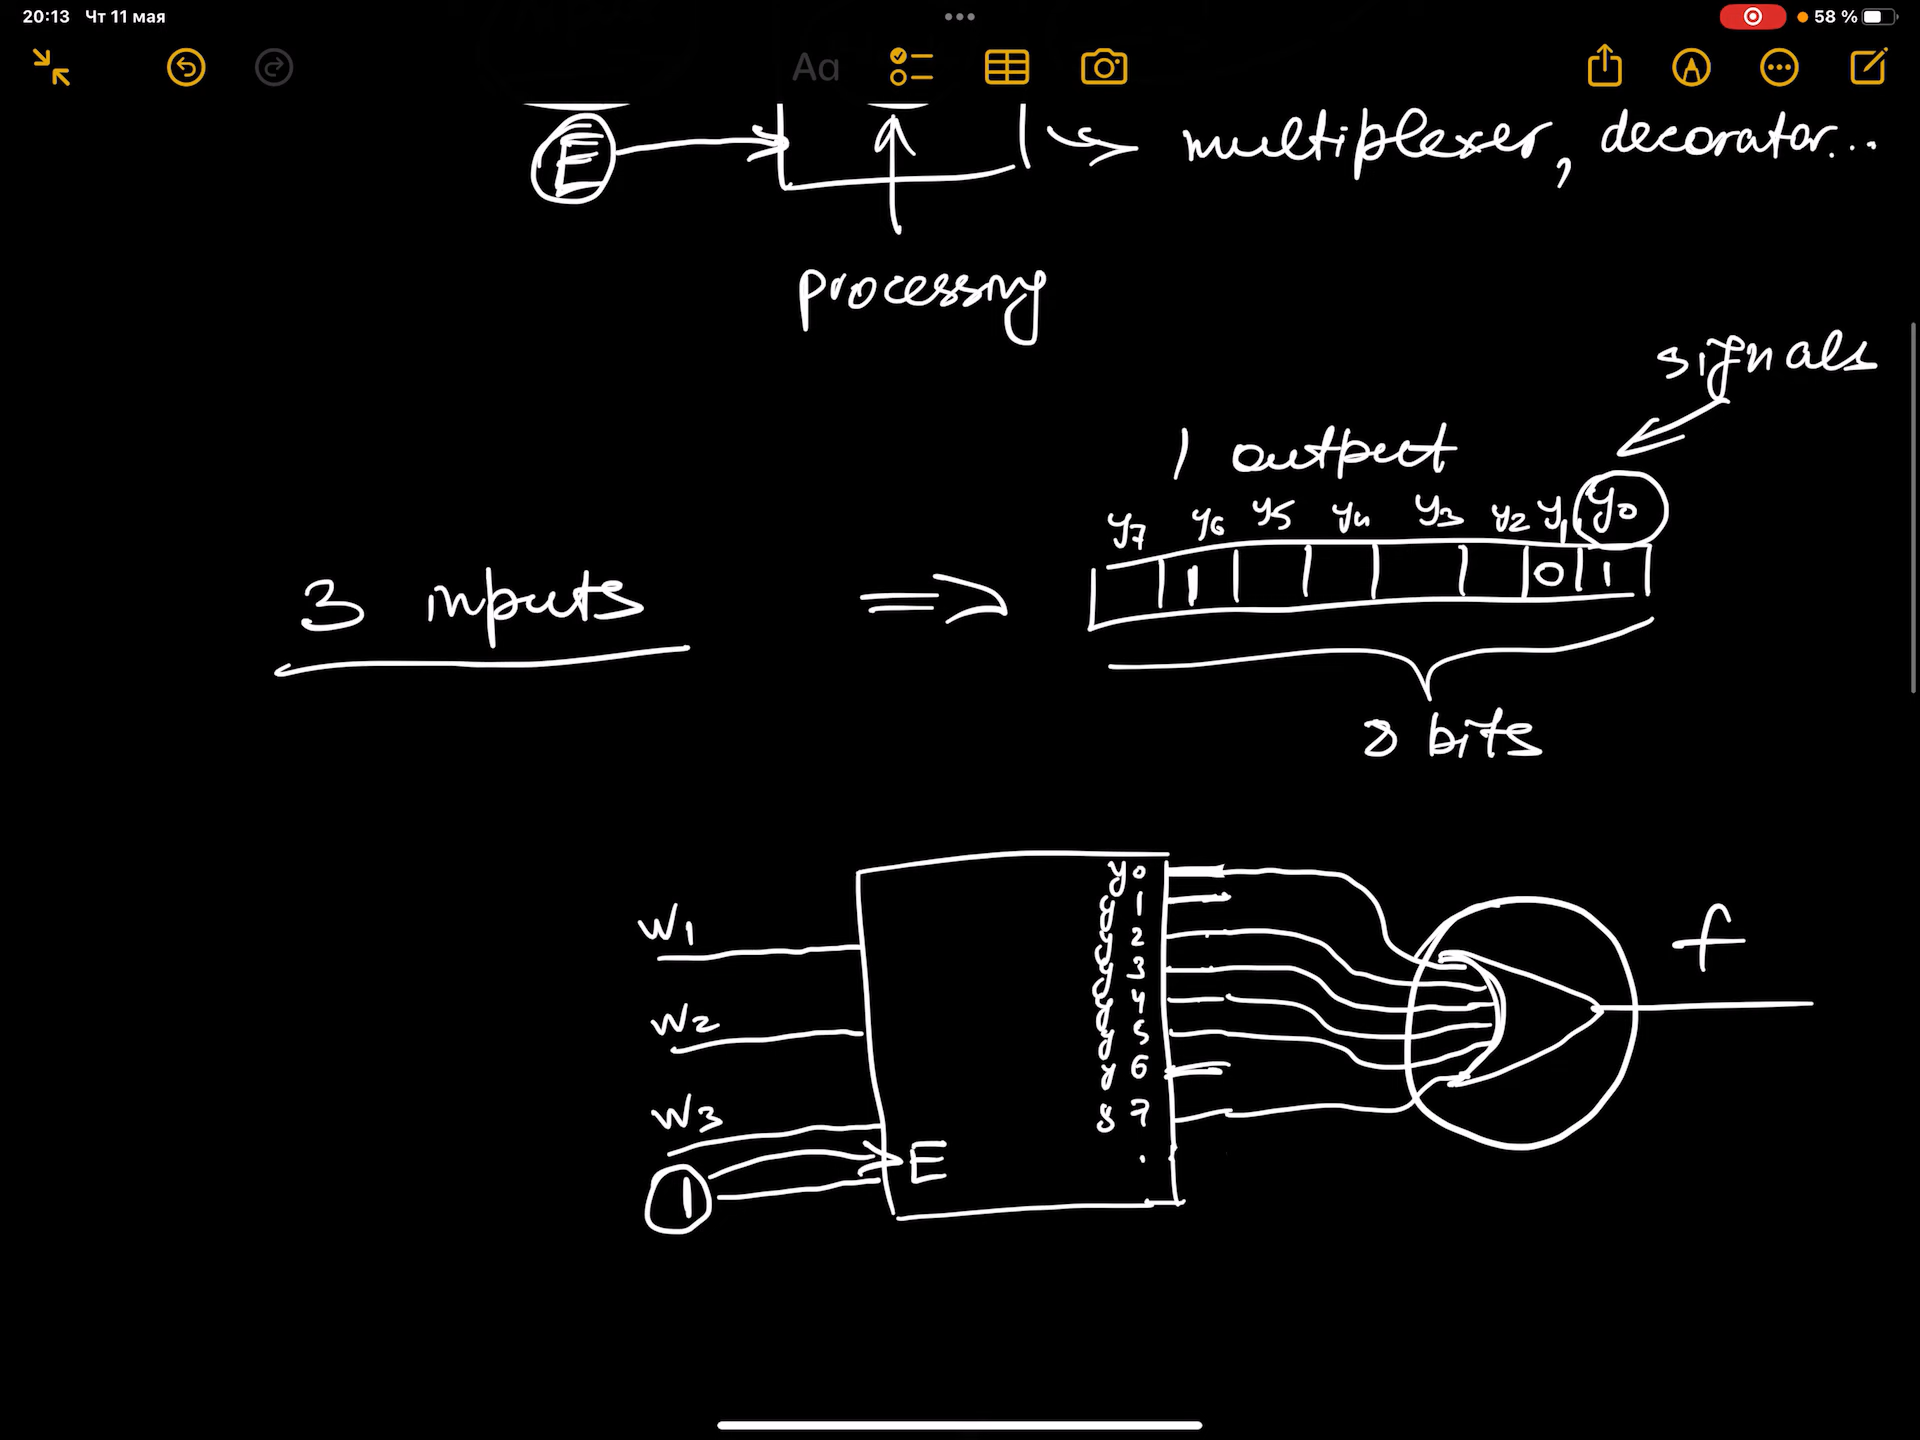 20:13 Чт 11 мая
58 %
Aa
E
multiplexer, decorator...
processing
signals
1 output
y7 y6 y5 y4 y3 y2 y1 y0
1 0 1
3 inputs =>
8 bits
y0
W1
1
2
f
3
W2
4
5
6
W3
7
E
1